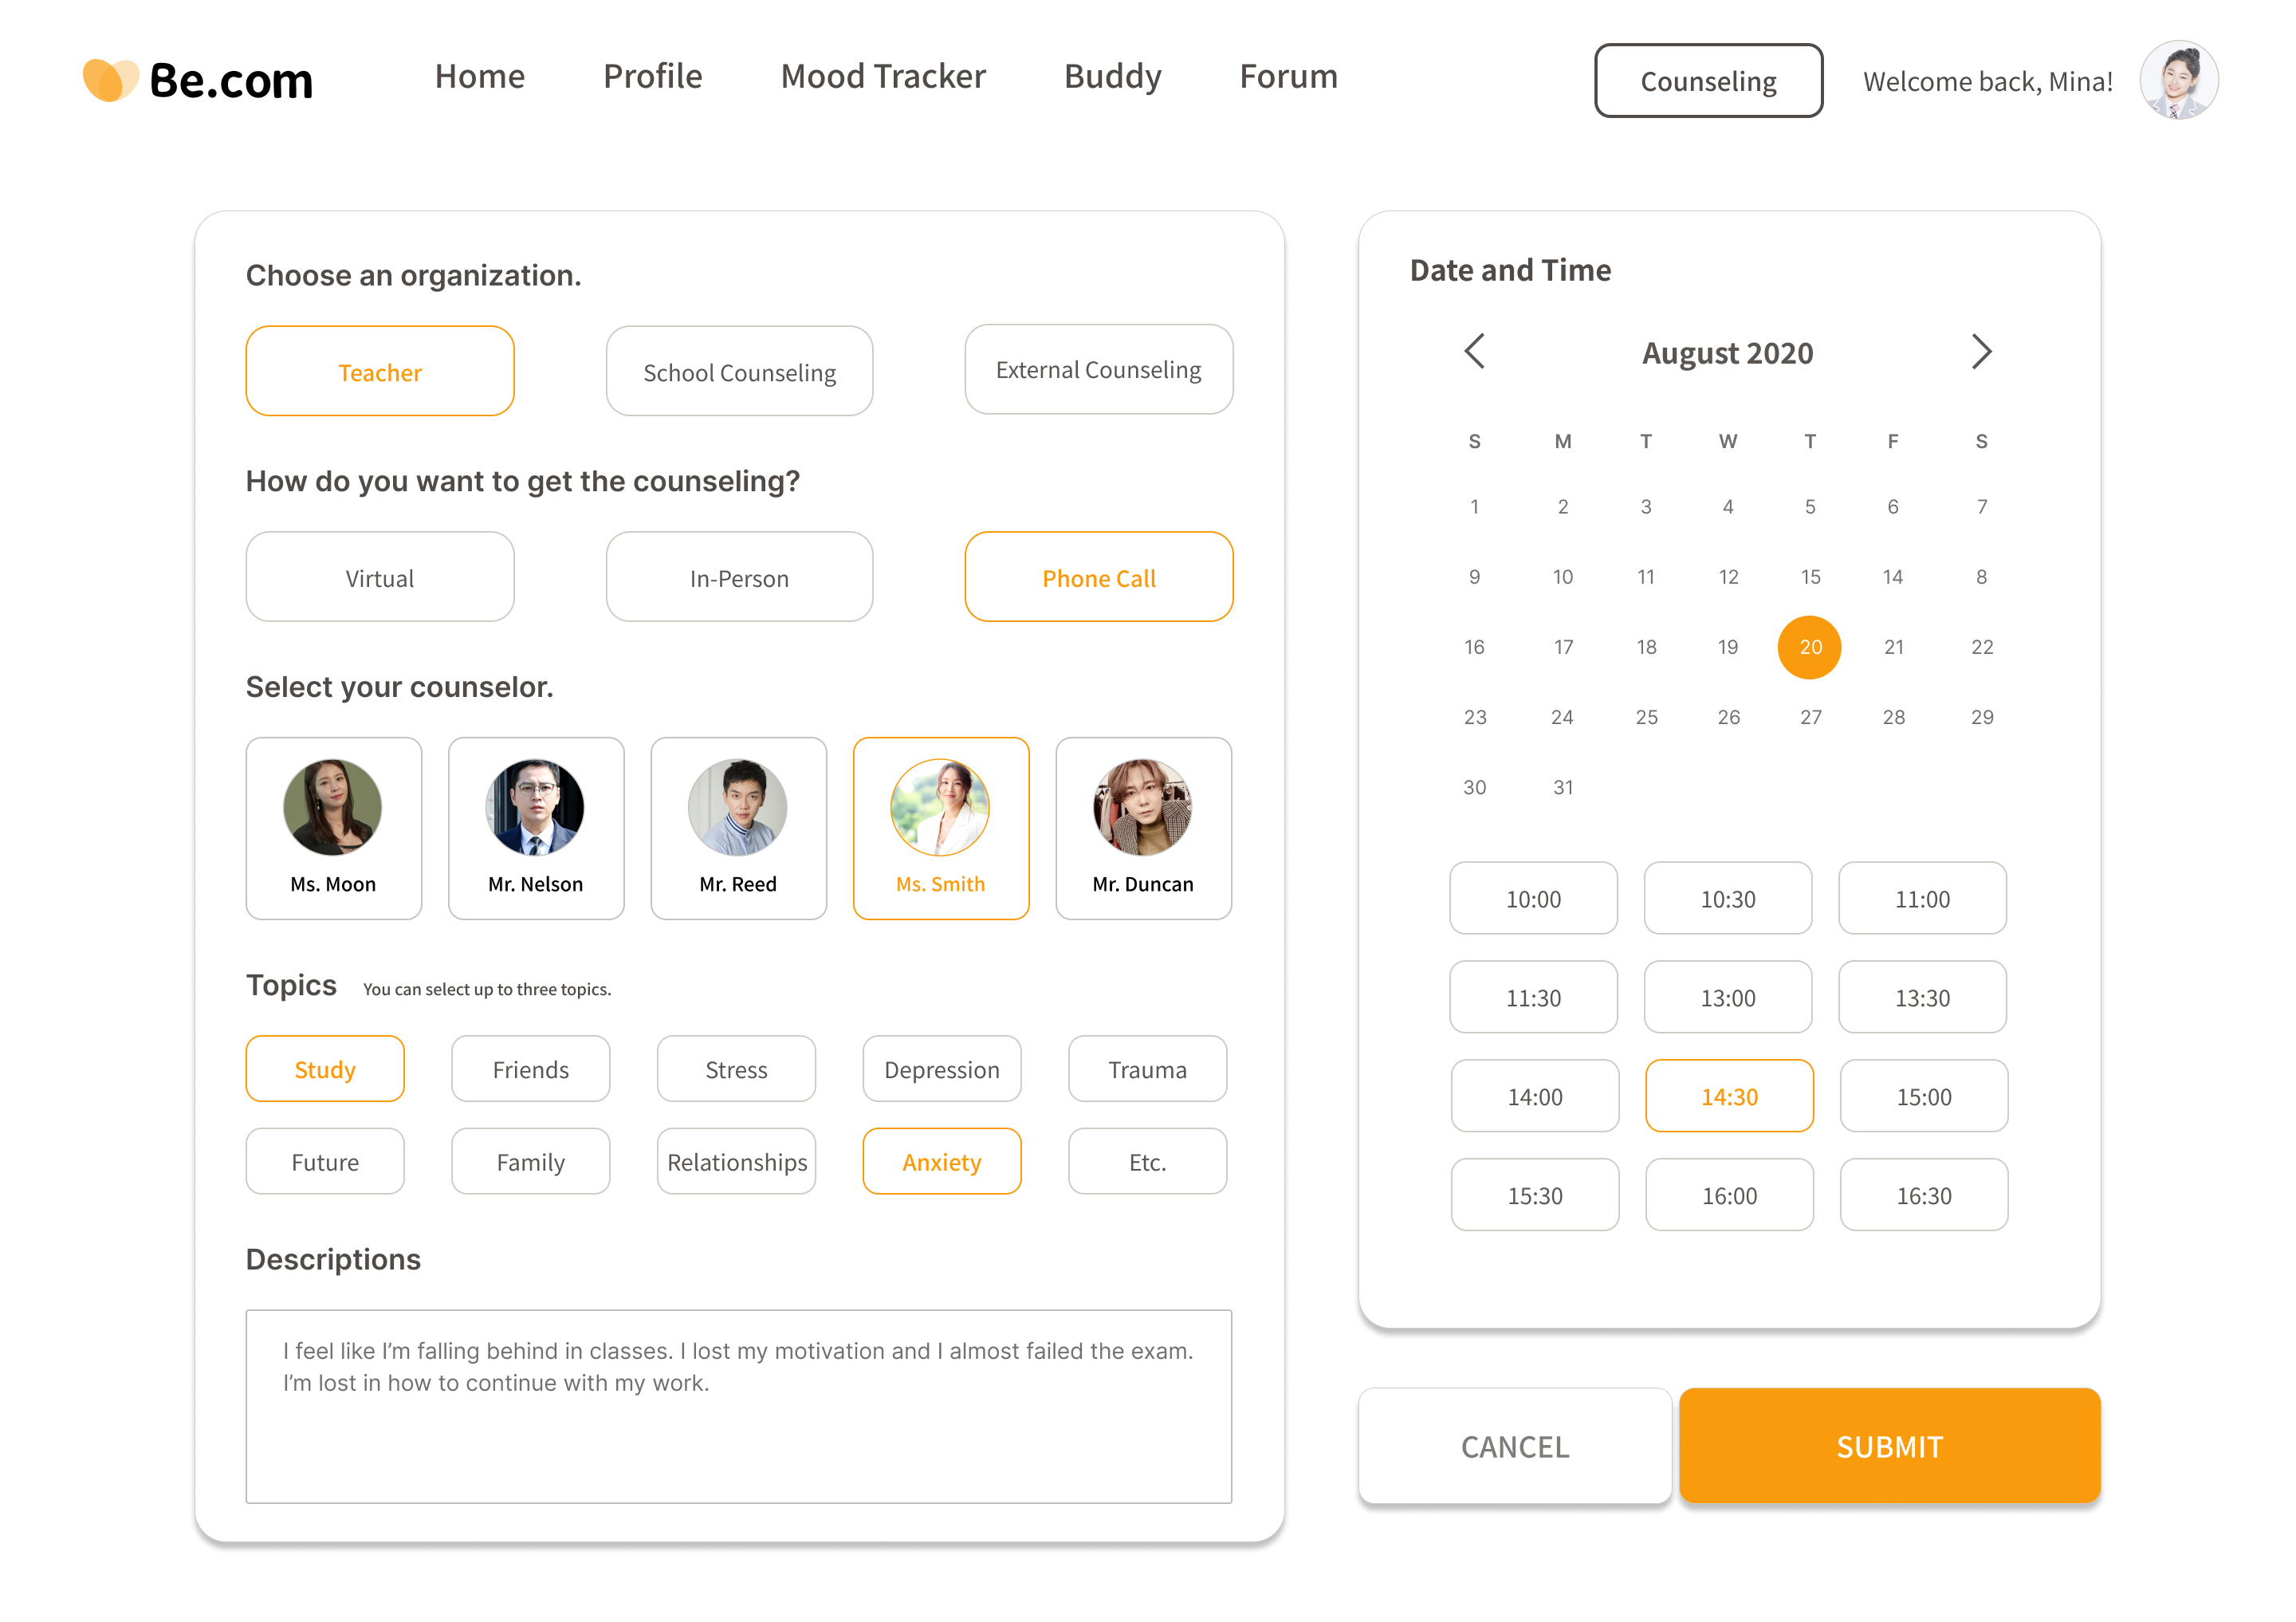 Be.com
Home Profile Mood Tracker Buddy Forum
Counseling
Welcome back, Mina!
Choose an organization.
Teacher School Counseling External Counseling
How do you want to get the counseling?
Virtual In-Person Phone Call
Select your counselor.
Ms. Moon Mr. Nelson Mr. Reed Ms. Smith Mr. Duncan
Topics You can select up to three topics.
Study Friends Stress Depression Trauma
Future Family Relationships Anxiety Etc.
Descriptions
I feel like I’m falling behind in classes. I lost my motivation and I almost failed the exam.
I’m lost in how to continue with my work.
Date and Time
August 2020
S M T W T F S
1 2 3 4 5 6 7
9 10 11 12 15 14 8
16 17 18 19 20 21 22
23 24 25 26 27 28 29
30 31
10:00 10:30 11:00
11:30 13:00 13:30
14:00 14:30 15:00
15:30 16:00 16:30
CANCEL SUBMIT